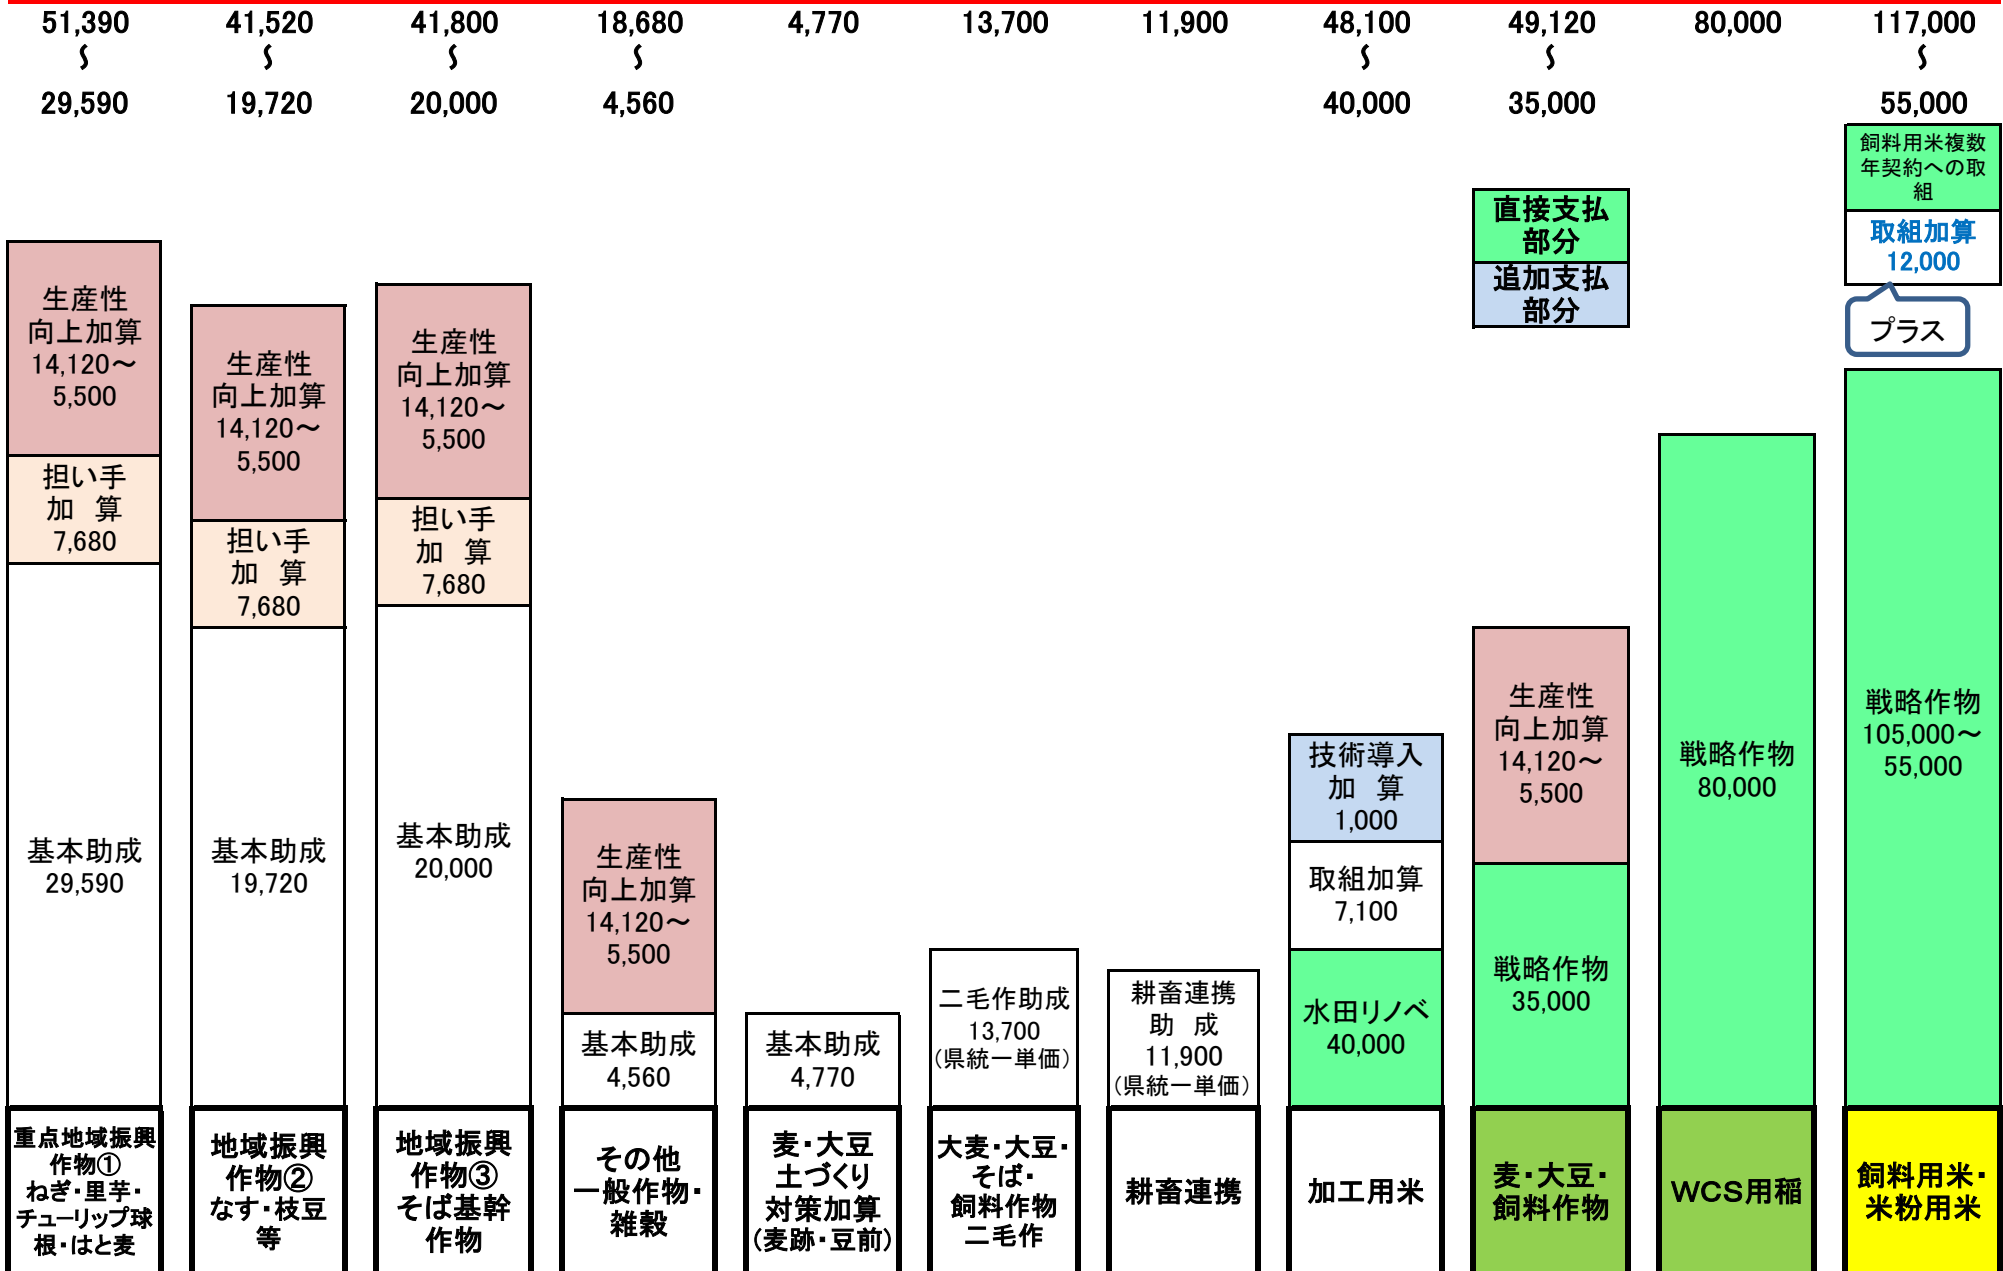 51,390
～
29,590
41,520
～
19,720
41,800
～
20,000
18,680
～
4,560
4,770
13,700
11,900
48,100
～
40,000
49,120
～
35,000
80,000
117,000
～
55,000
生産性
向上加算
14,120～
5,500
担い手
加　算
7,680
基本助成
29,590
重点地域振興
作物①
ねぎ・里芋・
チューリップ球
根・はと麦
生産性
向上加算
14,120～
5,500
担い手
加　算
7,680
基本助成
19,720
地域振興
作物②
なす・枝豆
等
生産性
向上加算
14,120～
5,500
担い手
加　算
7,680
基本助成
20,000
地域振興
作物③
そば基幹
作物
生産性
向上加算
14,120～
5,500
基本助成
4,560
その他
一般作物・
雑穀
基本助成
4,770
麦・大豆
土づくり
対策加算
（麦跡・豆前）
二毛作助成
13,700
（県統一単価）
大麦・大豆・
そば・
飼料作物
二毛作
耕畜連携
助　成
11,900
（県統一単価）
耕畜連携
技術導入
加　算
1,000
取組加算
7,100
水田リノベ
40,000
加工用米
直接支払
部分
追加支払
部分
生産性
向上加算
14,120～
5,500
戦略作物
35,000
麦・大豆・
飼料作物
戦略作物
80,000
WCS用稲
飼料用米複数
年契約への取
組
取組加算
12,000
プラス
戦略作物
105,000～
55,000
飼料用米・
米粉用米